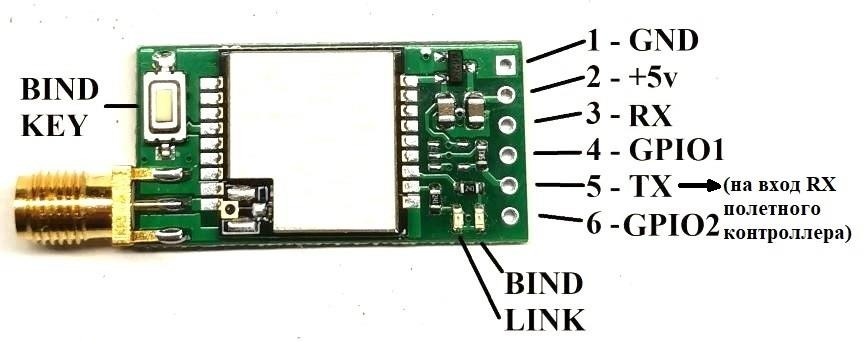 BIND
KEY
1 - GND
2 - +5v
3 - RX
4 - GPIO1
5 - TX
6 - GPIO2
(на вход RX
полетного
контроллера)
BIND
LINK